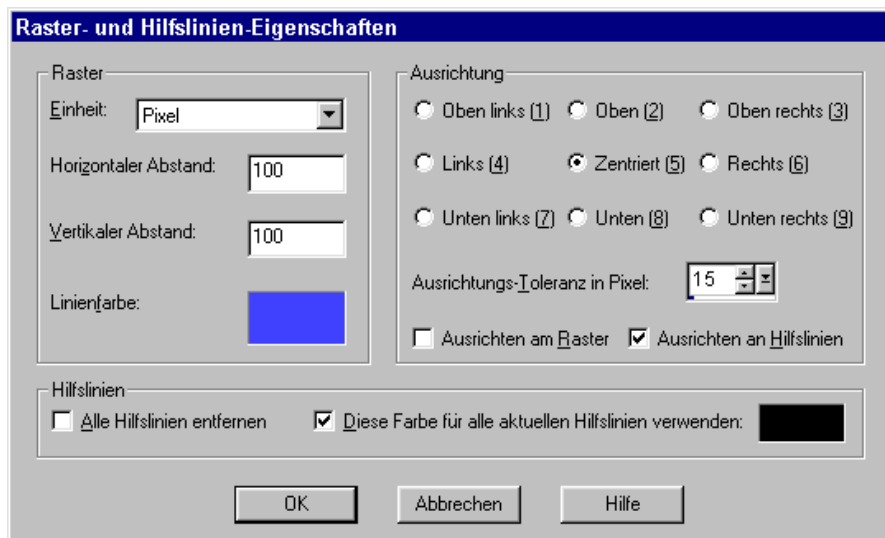 Raster- und Hilfslinien-Eigenschaften
Raster
Einheit: Pixel
Horizontaler Abstand: 100
Vertikaler Abstand: 100
Linienfarbe:
Ausrichtung
Oben links (1) Oben (2) Oben rechts (3)
Links (4) Zentriert (5) Rechts (6)
Unten links (7) Unten (8) Unten rechts (9)
Ausrichtungs-Toleranz in Pixel: 15
Ausrichten am Raster Ausrichten an Hilfslinien
Hilfslinien
Alle Hilfslinien entfernen Diese Farbe für alle aktuellen Hilfslinien verwenden:
OK Abbrechen Hilfe